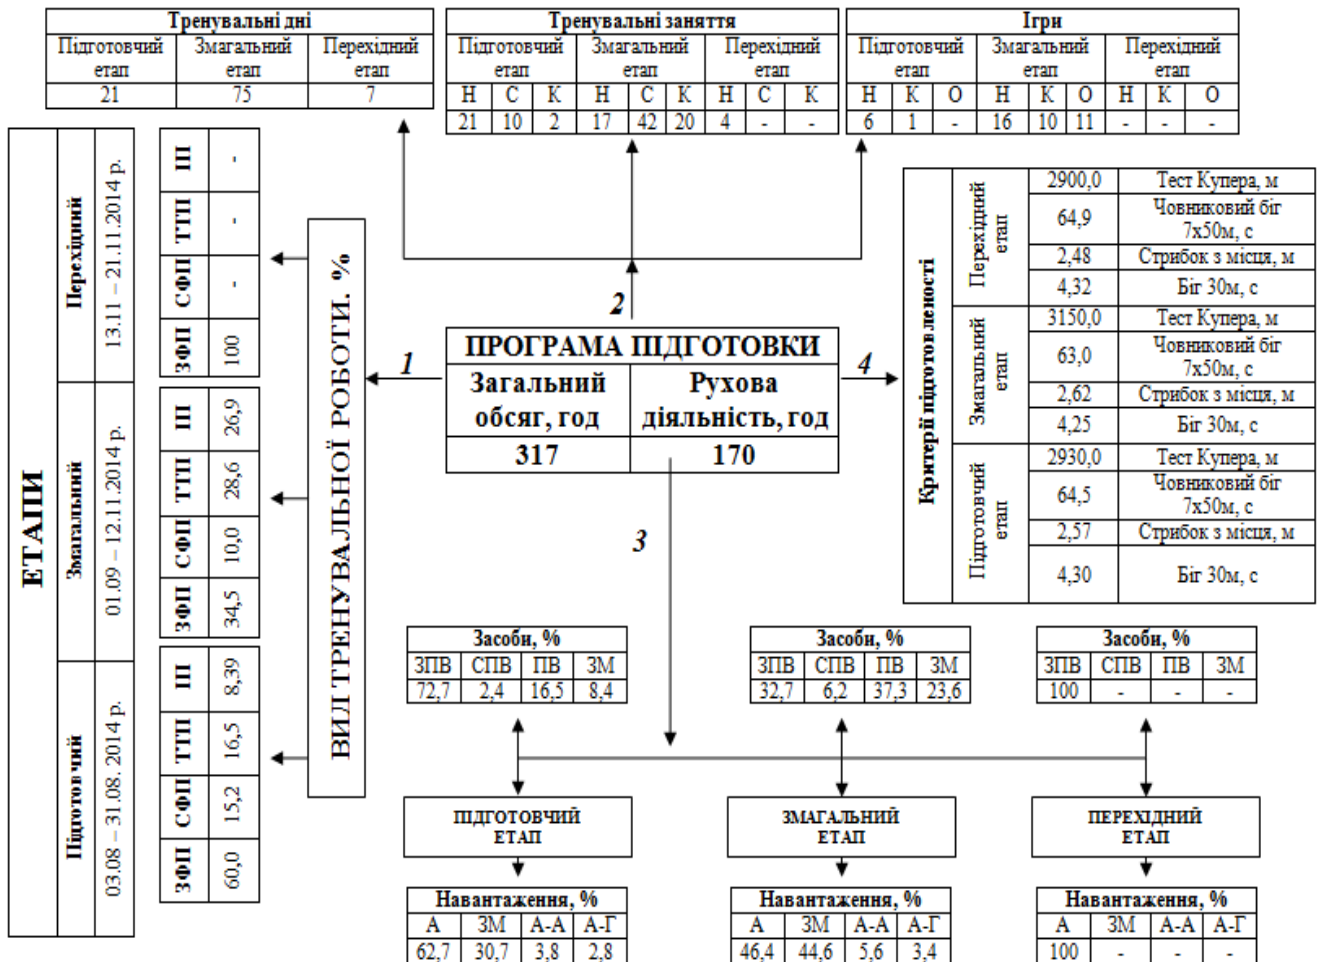 Тренувальні дні
Підготовчий етап Змагальний етап Перехідний етап
21 75 7
Тренувальні заняття
Підготовчий етап Змагальний етап Перехідний етап
Н С К Н С К Н С К
21 10 2 17 42 20 4 - -
Ігри
Підготовчий етап Змагальний етап Перехідний етап
Н К О Н К О Н К О
6 1 - 16 10 11 - - -
ЕТАПИ
Перехідний
13.11 – 21.11.2014 р.
ЗФП СФП ТТП ІП
100 - - -
Змагальний
01.09 – 12.11.2014 р.
ЗФП СФП ТТП ІП
34,5 10,0 28,6 26,9
Підготовчий
03.08 – 31.08. 2014 р.
ЗФП СФП ТТП ІП
60,0 15,2 16,5 8,39
ВИД ТРЕНУВАЛЬНОЇ РОБОТИ. %
1
2
3
4
ПРОГРАМА ПІДГОТОВКИ
Загальний обсяг, год Рухова діяльність, год
317 170
Критерії підготовленості
Перехідний етап
2900,0 Тест Купера, м
64,9 Човниковий біг 7х50м, с
2,48 Стрибок з місця, м
4,32 Біг 30м, с
Змагальний етап
3150,0 Тест Купера, м
63,0 Човниковий біг 7х50м, с
2,62 Стрибок з місця, м
4,25 Біг 30м, с
Підготовчий етап
2930,0 Тест Купера, м
64,5 Човниковий біг 7х50м, с
2,57 Стрибок з місця, м
4,30 Біг 30м, с
Засоби, %
ЗПВ СПВ ПВ ЗМ
72,7 2,4 16,5 8,4
Засоби, %
ЗПВ СПВ ПВ ЗМ
32,7 6,2 37,3 23,6
Засоби, %
ЗПВ СПВ ПВ ЗМ
100 - - -
ПІДГОТОВЧИЙ ЕТАП
ЗМАГАЛЬНИЙ ЕТАП
ПЕРЕХІДНИЙ ЕТАП
Навантаження, %
А ЗМ А-А А-Г
62,7 30,7 3,8 2,8
Навантаження, %
А ЗМ А-А А-Г
46,4 44,6 5,6 3,4
Навантаження, %
А ЗМ А-А А-Г
100 - - -